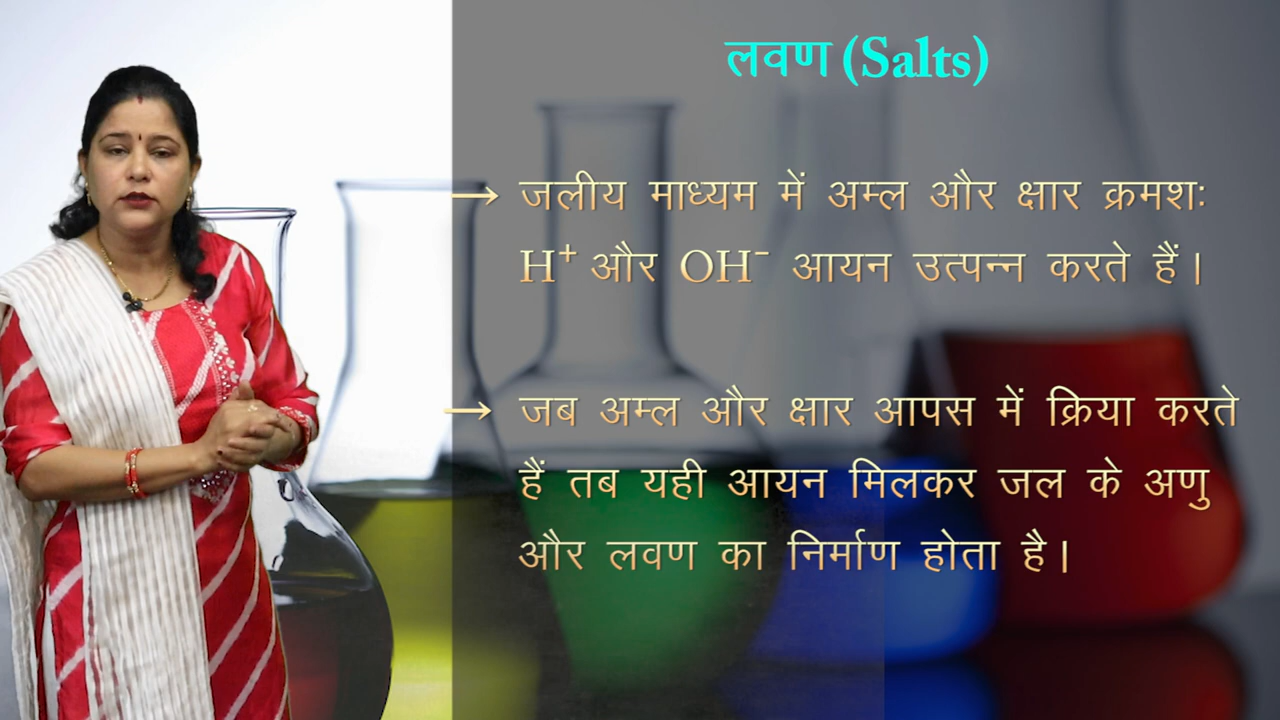 लवण (Salts)
→ जलीय माध्यम में अम्ल और क्षार क्रमशः
H⁺ और OH⁻ आयन उत्पन्न करते हैं।
→ जब अम्ल और क्षार आपस में क्रिया करते
हैं तब यही आयन मिलकर जल के अणु
और लवण का निर्माण होता है।